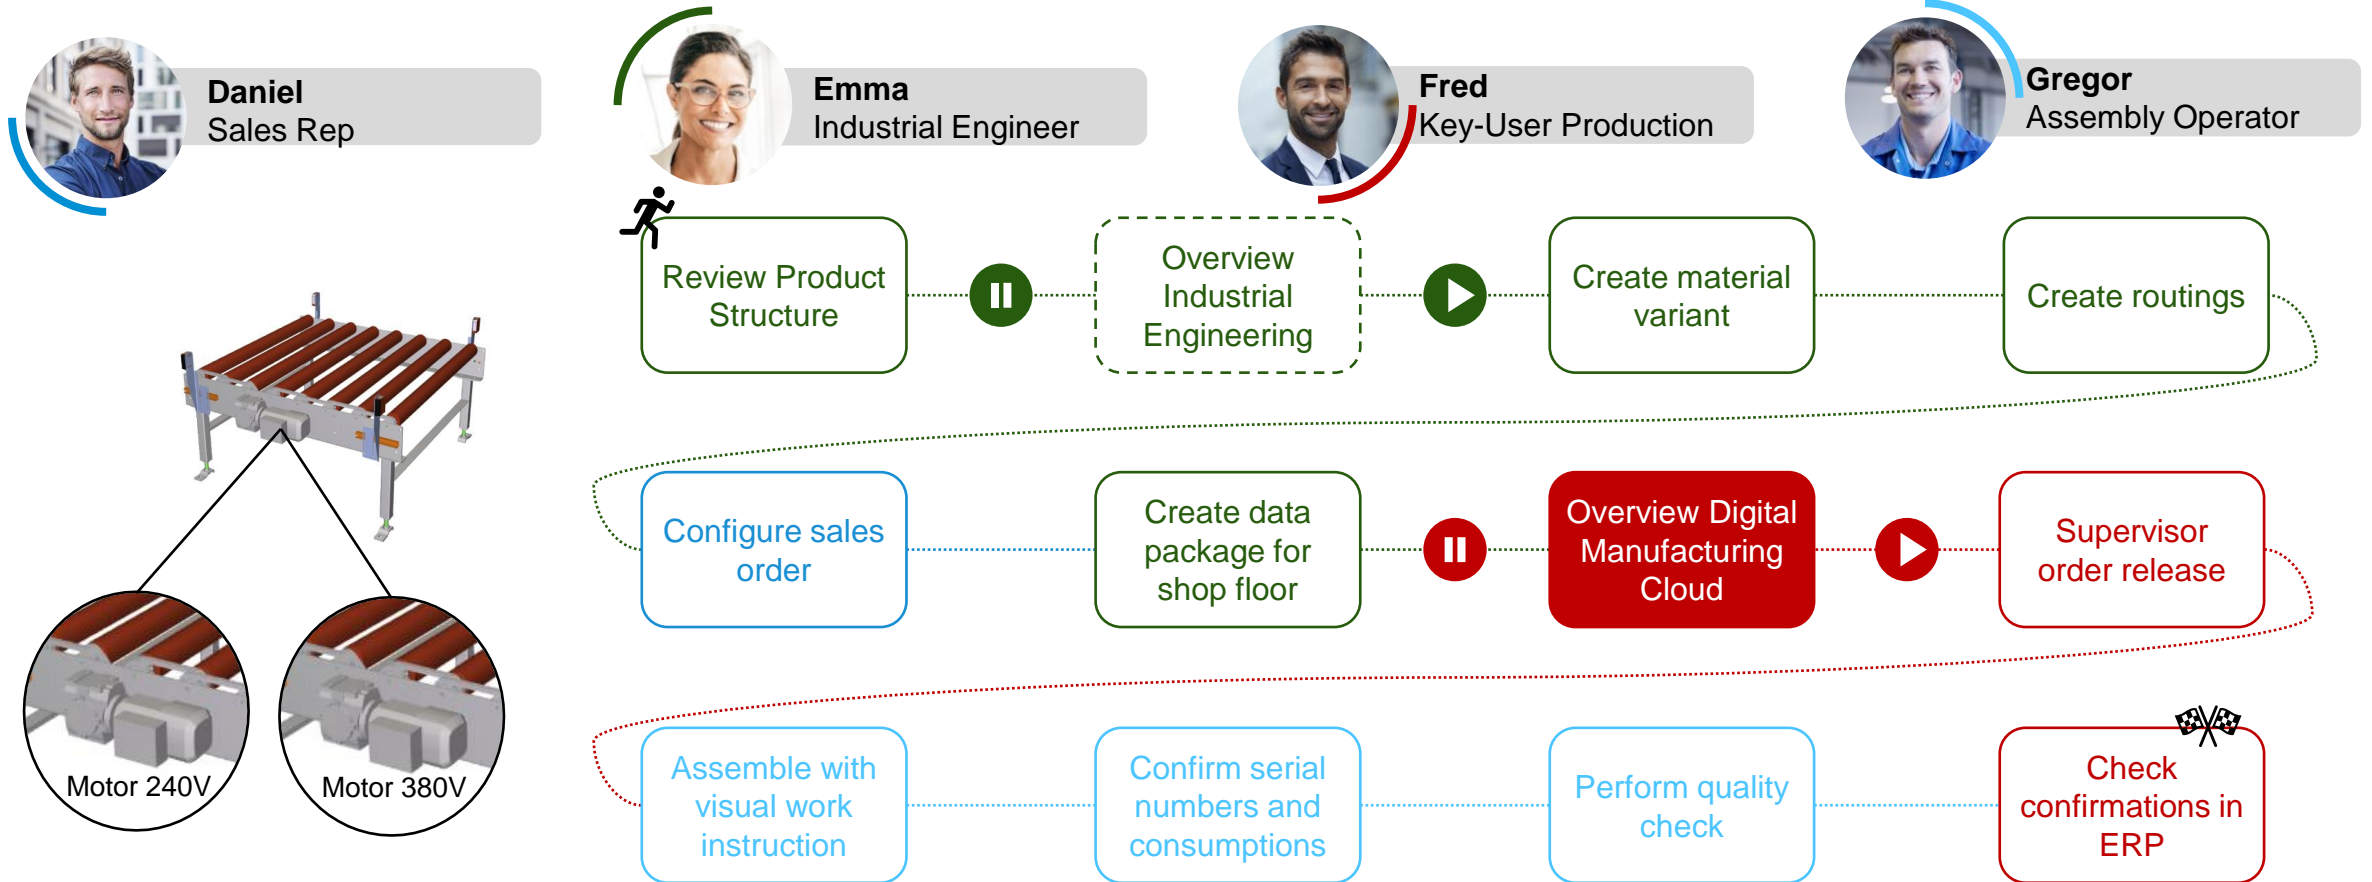 Daniel
Sales Rep
Emma
Industrial Engineer
Fred
Key-User Production
Gregor
Assembly Operator
Review Product
Structure
Overview
Industrial
Engineering
Create material
variant
Create routings
Configure sales
order
Create data
package for
shop floor
Overview Digital
Manufacturing
Cloud
Supervisor
order release
Motor 240V
Motor 380V
Assemble with
visual work
instruction
Confirm serial
numbers and
consumptions
Perform quality
check
Check
confirmations in
ERP